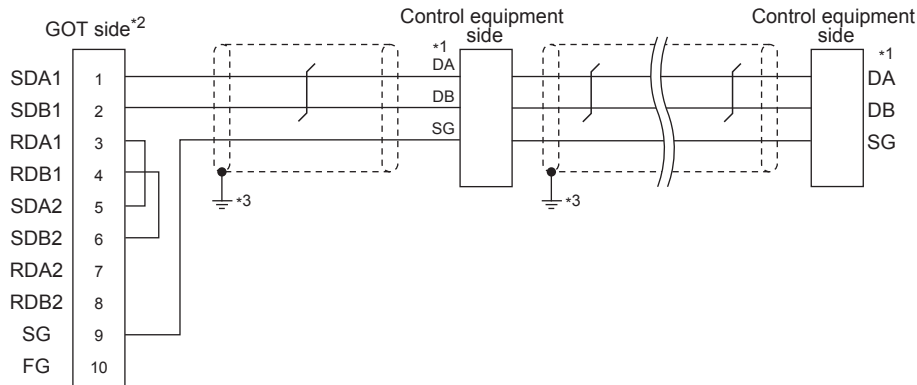 GOT side*2
Control equipment side
Control equipment side
*1
*1
SDA1 1 DA DA
SDB1 2 DB DB
RDA1 3 SG SG
RDB1 4
*3
*3
SDA2 5
SDB2 6
RDA2 7
RDB2 8
SG 9
FG 10